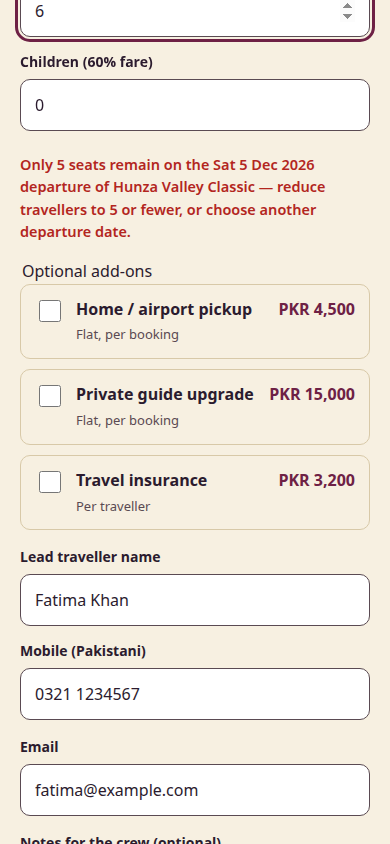 6
Children (60% fare)
0
Only 5 seats remain on the Sat 5 Dec 2026
departure of Hunza Valley Classic — reduce
travellers to 5 or fewer, or choose another
departure date.
Optional add-ons
Home / airport pickup PKR 4,500
Flat, per booking
Private guide upgrade PKR 15,000
Flat, per booking
Travel insurance PKR 3,200
Per traveller
Lead traveller name
Fatima Khan
Mobile (Pakistani)
0321 1234567
Email
fatima@example.com
Notes for the crew (optional)